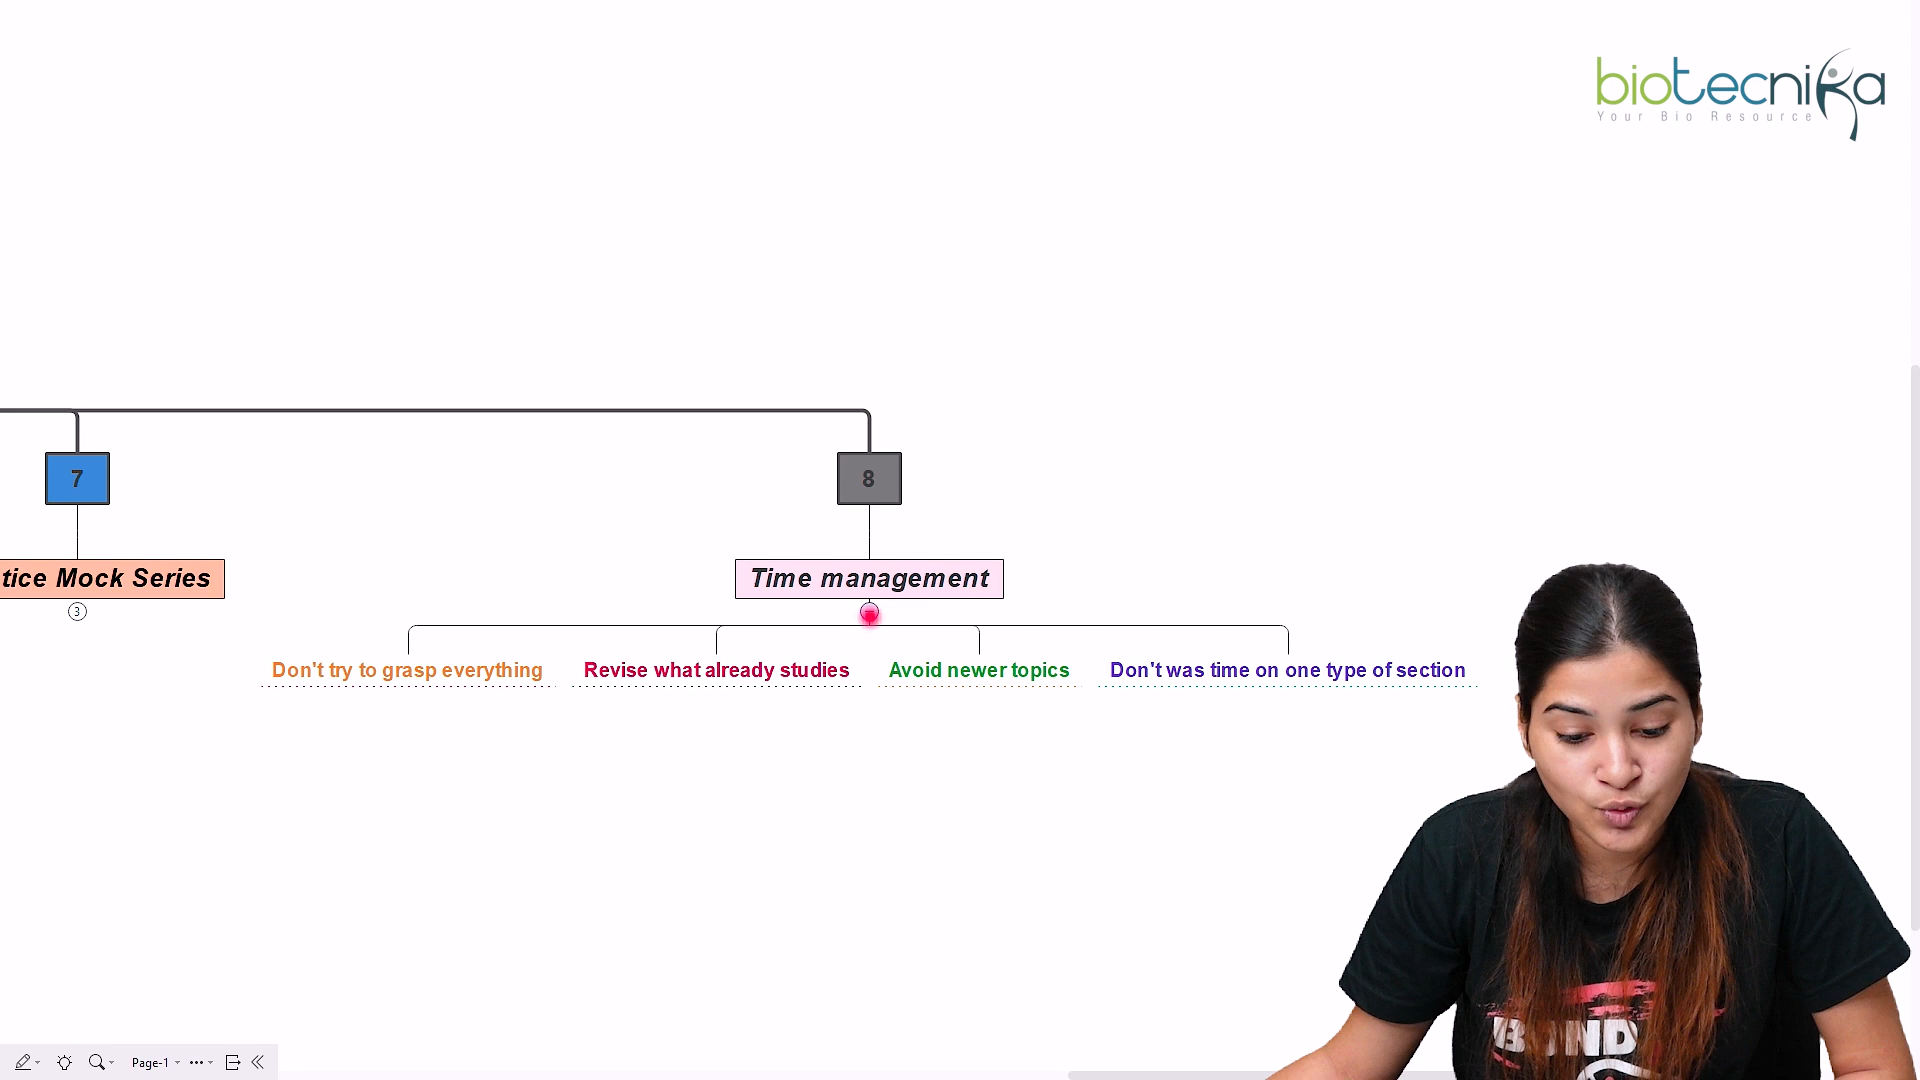 biotecnika
Your Bio Resource
7
8
tice Mock Series
Time management
3
Don't try to grasp everything
Revise what already studies
Avoid newer topics
Don't was time on one type of section
Page-1